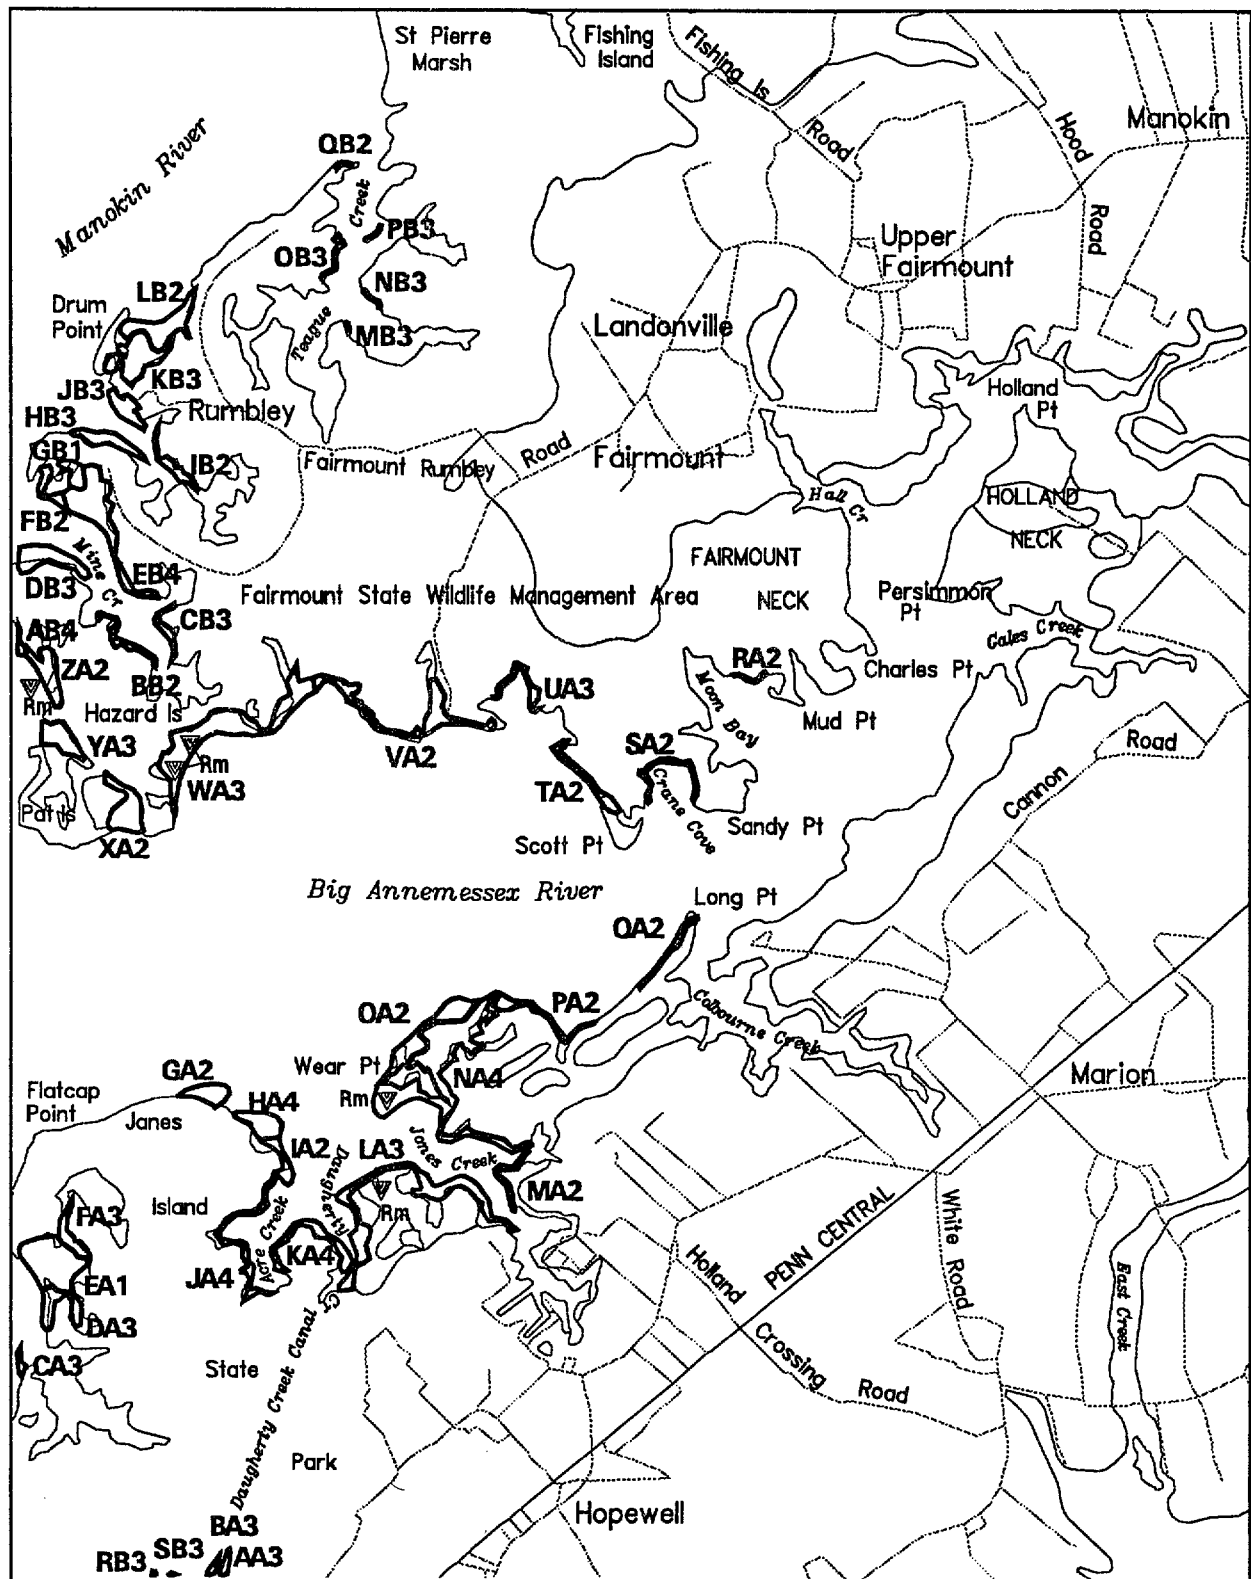 St Pierre
Marsh
Fishing
Island
Fishing Is
Road
Hood
Road
Manokin
Manokin River
QB2
Creek
PB3
OB3
NB3
Upper
Fairmount
LB2
Drum
Point
Teague
MB3
Landonville
KB3
JB3
Rumbley
Holland
Pt
HB3
GB1
IB2
Fairmount Rumbley
Road
Fairmount
Hall Cr
HOLLAND
NECK
FB2
Mine Cr
FAIRMOUNT
NECK
DB3
EB4
Fairmount State Wildlife Management Area
Persimmon
Pt
CB3
Gales Creek
AB4
ZA2
BB2
RA2
Charles Pt
Rm
Hazard Is
UA3
Moon Bay
Mud Pt
YA3
Rm
VA2
SA2
Road
WA3
TA2
Crane Cove
Cannon
Pat Is
XA2
Scott Pt
Sandy Pt
Big Annemessex River
Long Pt
QA2
OA2
PA2
Colbourne Creek
Wear Pt
NA4
GA2
Marion
Flatcap
Point
Janes
HA4
Rm
IA2
LA3
Jones Creek
Daugherty
MA2
Island
FA3
Acre Creek
Rm
White Road
PENN CENTRAL
JA4
KA4
EA1
Cr
Holland
Crossing
Road
East Creek
DA3
CA3
State
Daugherty Creek Canal
Park
Hopewell
BA3
RB3
SB3
AA3